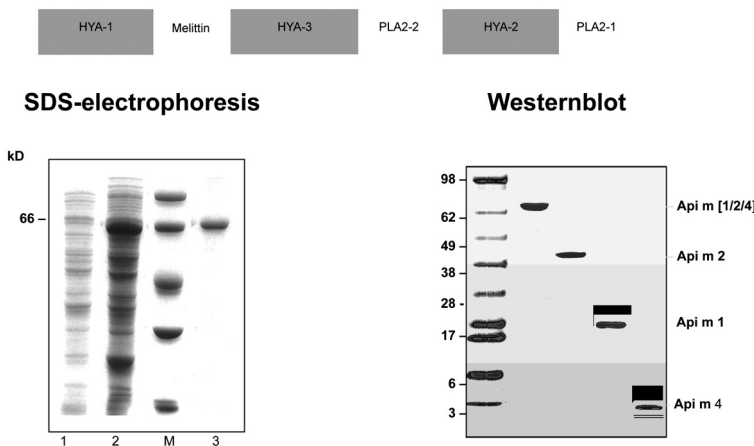 HYA-1 Melittin HYA-3 PLA2-2 HYA-2 PLA2-1
SDS-electrophoresis
Westernblot
kD
66
1 2 M 3
98
62
49
38
28
17
6
3
Api m [1/2/4]
Api m 2
Api m 1
Api m 4